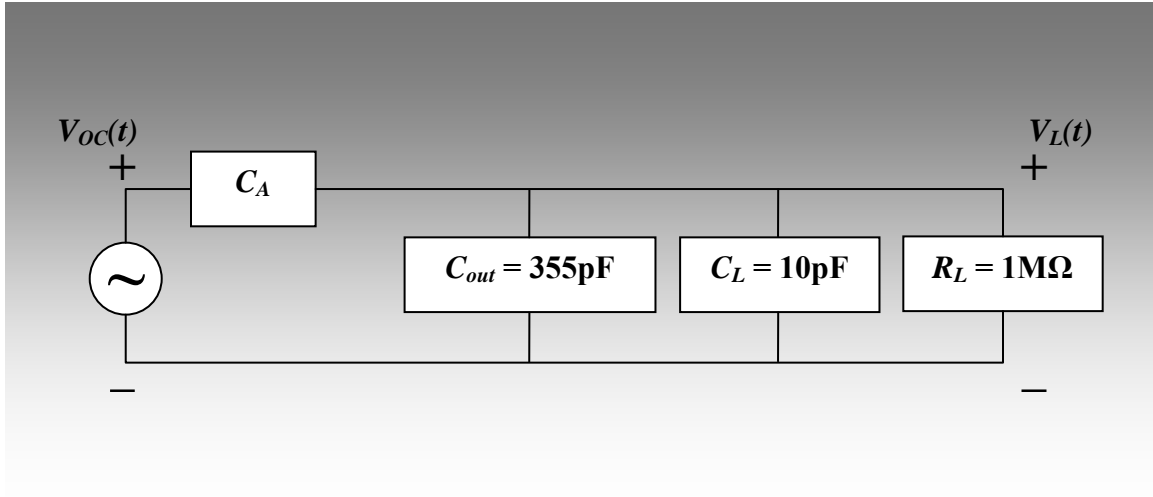 V_OC(t) V_L(t)
+ +
C_A
C_out = 355pF C_L = 10pF R_L = 1MΩ
~
– –